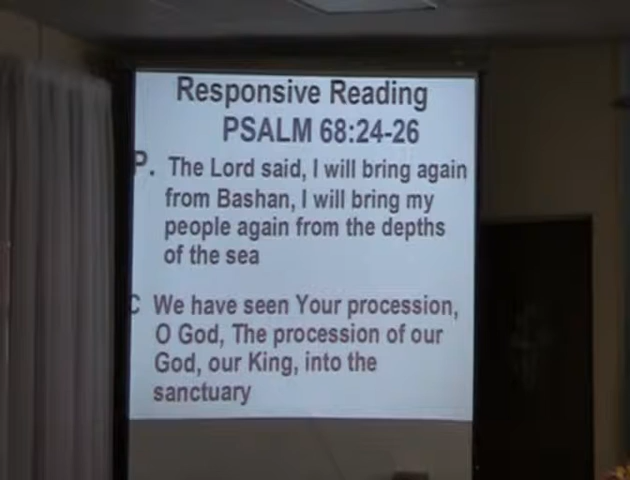 Responsive Reading
PSALM 68:24-26
P. The Lord said, I will bring again
from Bashan, I will bring my
people again from the depths
of the sea
C We have seen Your procession,
O God, The procession of our
God, our King, into the
sanctuary